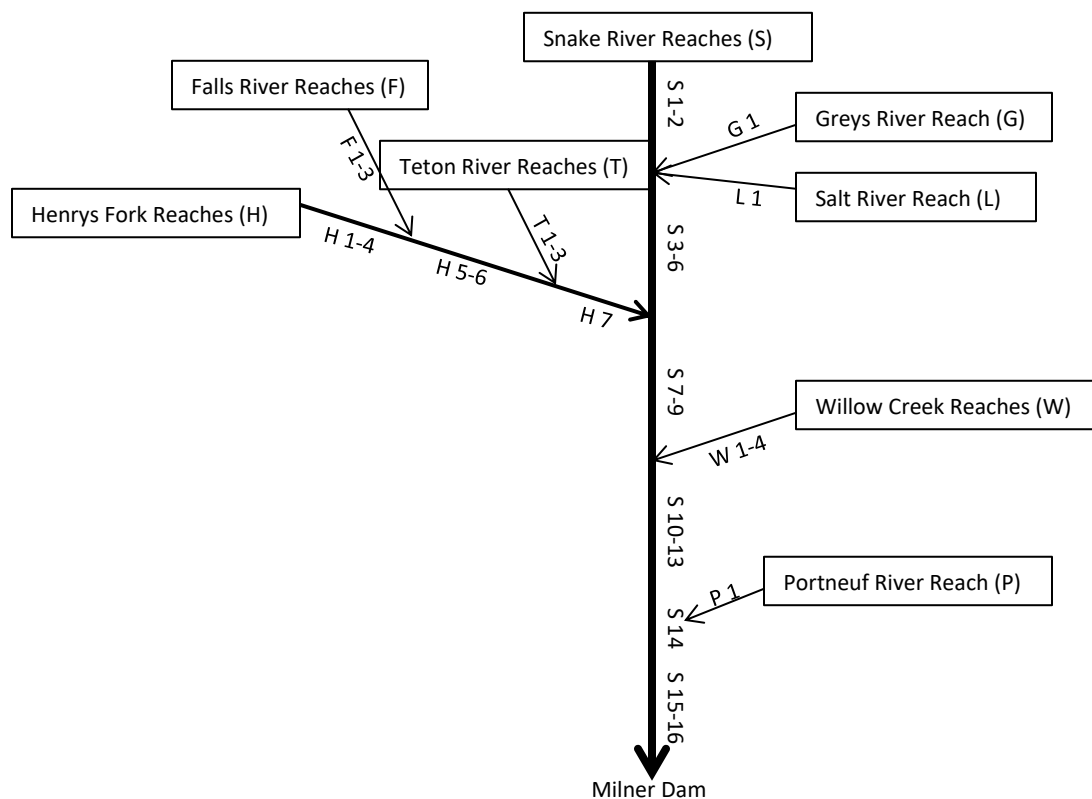 Snake River Reaches (S)
Falls River Reaches (F)
S 1-2
G 1
Greys River Reach (G)
F 1-3
Teton River Reaches (T)
L 1
Salt River Reach (L)
Henrys Fork Reaches (H)
H 1-4
T 1-3
S 3-6
H 5-6
H 7
S 7-9
Willow Creek Reaches (W)
W 1-4
S 10-13
Portneuf River Reach (P)
P 1
S 14
S 15-16
Milner Dam